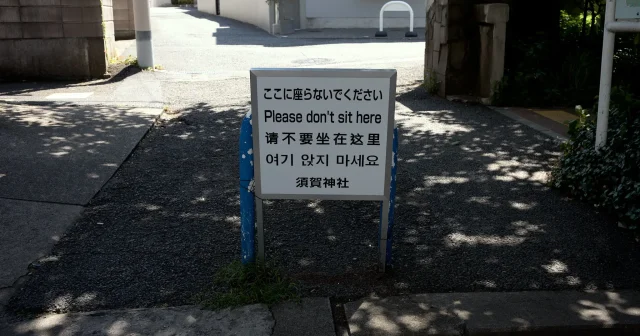 ここに座らないでください
Please don't sit here
请不要坐在这里
여기 앉지 마세요
須賀神社